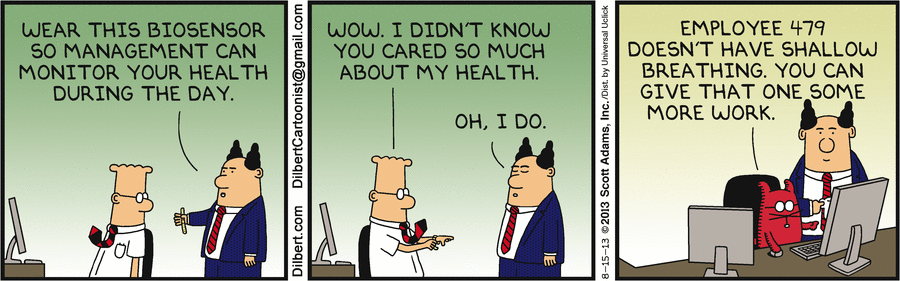 WEAR THIS BIOSENSOR
SO MANAGEMENT CAN
MONITOR YOUR HEALTH
DURING THE DAY.
Dilbert.com DilbertCartoonist@gmail.com
WOW. I DIDN'T KNOW
YOU CARED SO MUCH
ABOUT MY HEALTH.
OH, I DO.
8-15-13 © 2013 Scott Adams, Inc. /Dist. by Universal Uclick
EMPLOYEE 479
DOESN'T HAVE SHALLOW
BREATHING. YOU CAN
GIVE THAT ONE SOME
MORE WORK.